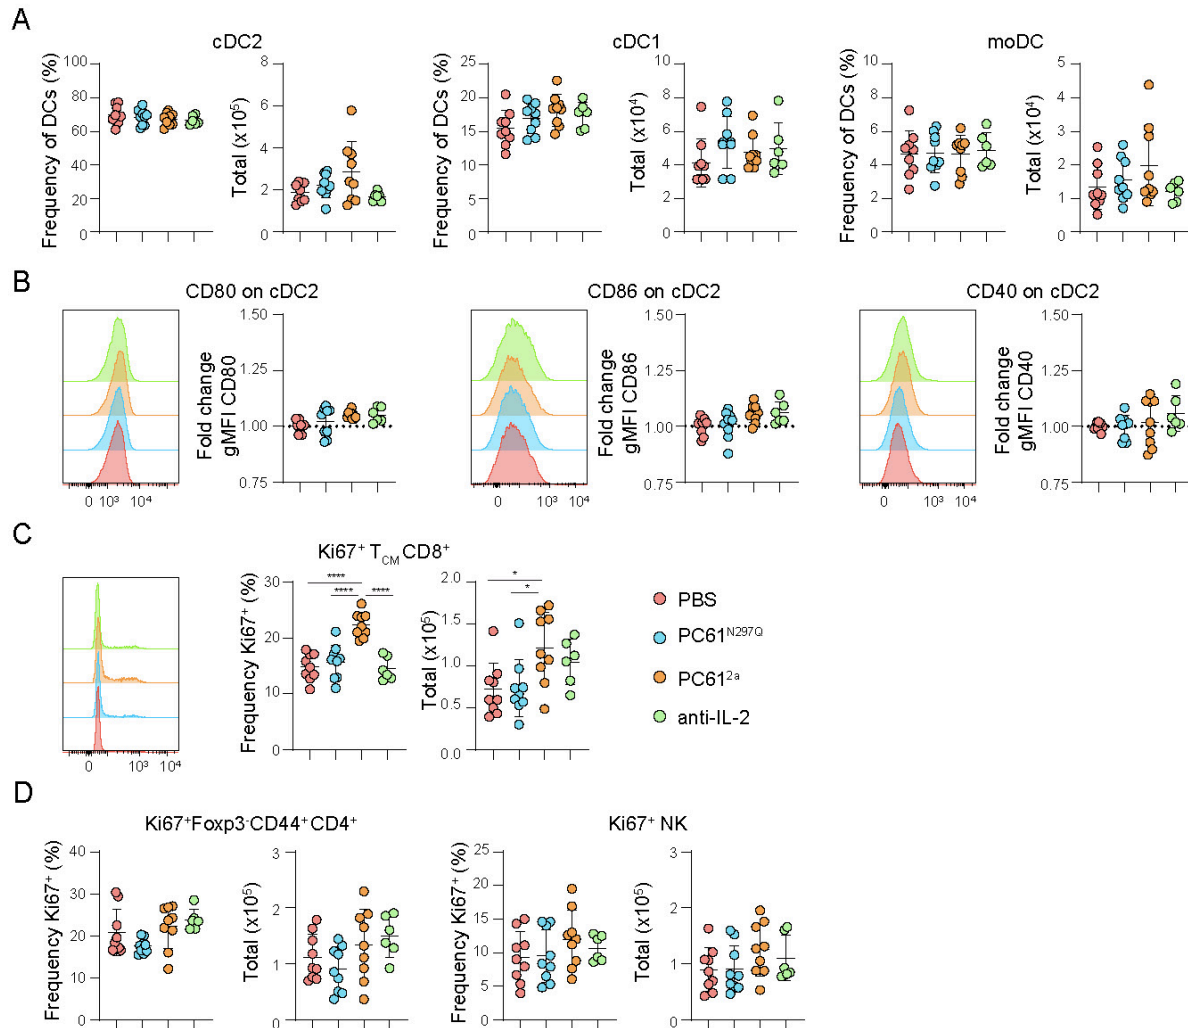 A
cDC2
cDC1
moDC
Frequency of DCs (%)
100
80
60
40
20
0
Total (x10⁵)
8
6
4
2
0
Frequency of DCs (%)
25
20
15
10
5
0
Total (x10⁴)
10
8
6
4
2
0
Frequency of DCs (%)
10
8
6
4
2
0
Total (x10⁴)
5
4
3
2
1
0
B
CD80 on cDC2
CD86 on cDC2
CD40 on cDC2
0 10³ 10⁴
Fold change
gMFI CD80
1.50
1.25
1.00
0.75
0 10³ 10⁴
Fold change
gMFI CD86
1.50
1.25
1.00
0.75
0 10³ 10⁴
Fold change
gMFI CD40
1.50
1.25
1.00
0.75
C
Ki67⁺ T_CM CD8⁺
0 10³ 10⁴
Frequency Ki67⁺ (%)
30
20
10
0
****
**** ****
Total (x10⁵)
2.0
1.5
1.0
0.5
0.0
*
*
PBS
PC61ᴺ²⁹⁷Q
PC61²ᵃ
anti-IL-2
D
Ki67⁺Foxp3⁻CD44⁺CD4⁺
Ki67⁺ NK
Frequency Ki67⁺ (%)
40
30
20
10
0
Total (x10⁵)
3
2
1
0
Frequency Ki67⁺ (%)
25
20
15
10
5
0
Total (x10⁵)
3
2
1
0